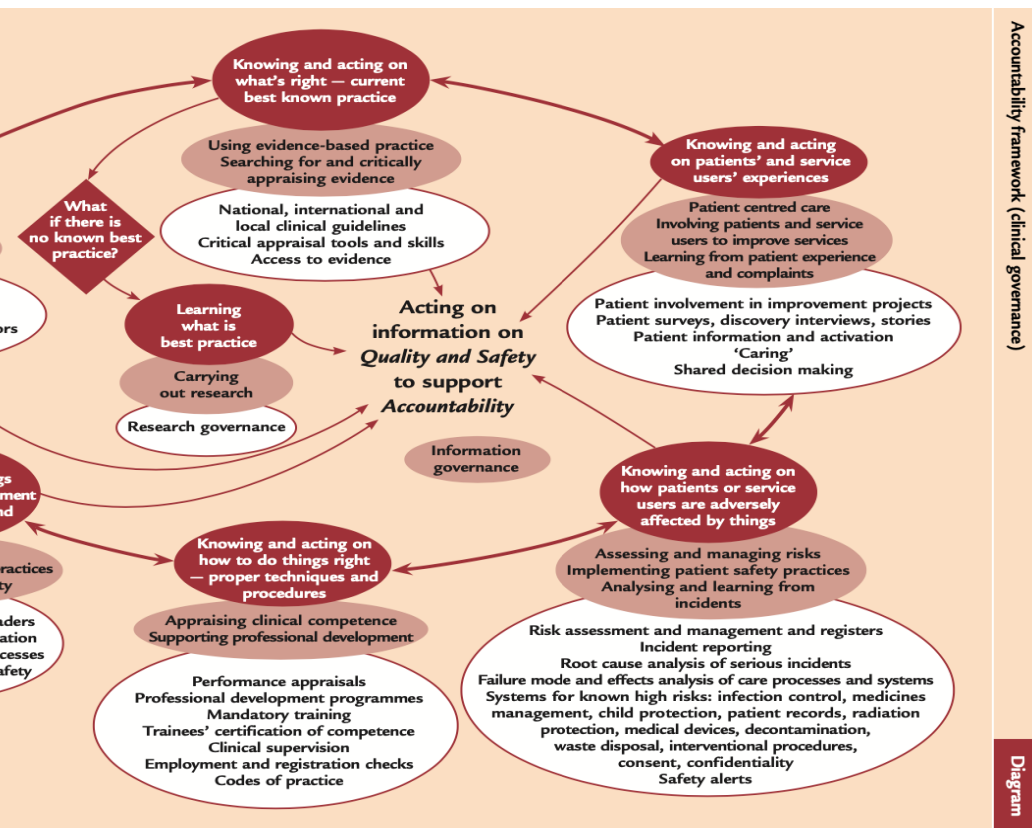 Knowing and acting on
what's right — current
best known practice
Using evidence-based practice
Searching for and critically
appraising evidence
National, international and
local clinical guidelines
Critical appraisal tools and skills
Access to evidence
What
if there is
no known best
practice?
Learning
what is
best practice
Carrying
out research
Research governance
Acting on
information on
Quality and Safety
to support
Accountability
Information
governance
Knowing and acting
on patients' and service
users' experiences
Patient centred care
Involving patients and service
users to improve services
Learning from patient experience
and complaints
Patient involvement in improvement projects
Patient surveys, discovery interviews, stories
Patient information and activation
'Caring'
Shared decision making
Knowing and acting on
how patients or service
users are adversely
affected by things
Assessing and managing risks
Implementing patient safety practices
Analysing and learning from
incidents
Risk assessment and management and registers
Incident reporting
Root cause analysis of serious incidents
Failure mode and effects analysis of care processes and systems
Systems for known high risks: infection control, medicines
management, child protection, patient records, radiation
protection, medical devices, decontamination,
waste disposal, interventional procedures,
consent, confidentiality
Safety alerts
Knowing and acting on
how to do things right
— proper techniques and
procedures
Appraising clinical competence
Supporting professional development
Performance appraisals
Professional development programmes
Mandatory training
Trainees' certification of competence
Clinical supervision
Employment and registration checks
Codes of practice
ors
gs
ment
nd
ractices
ty
aders
ation
cesses
afety
Accountability framework (clinical governance)
Diagram